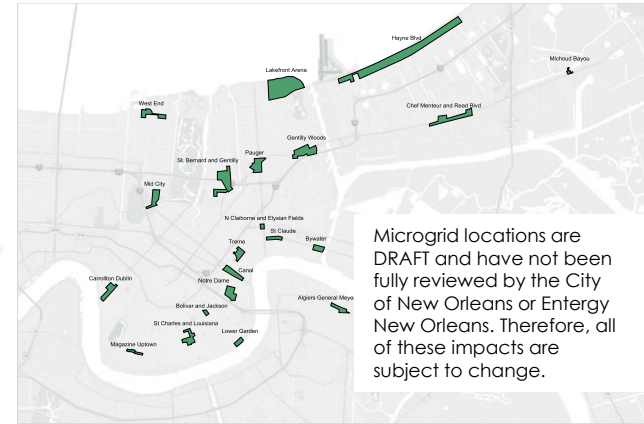 Hayne Blvd
Michoud Bayou
Lakefront Arena
West End
Chef Menteur and Read Blvd
Gentilly Woods
Pauger
St. Bernard and Gentilly
Mid City
N Claiborne and Elysian Fields
St Claude
Bywater
Treme
Canal
Carrollton Dublin
Notre Dame
Algiers General Meye
Bolivar and Jackson
St Charles and Louisiana
Lower Garden
Magazine Uptown
Microgrid locations are
DRAFT and have not been
fully reviewed by the City
of New Orleans or Entergy
New Orleans. Therefore, all
of these impacts are
subject to change.